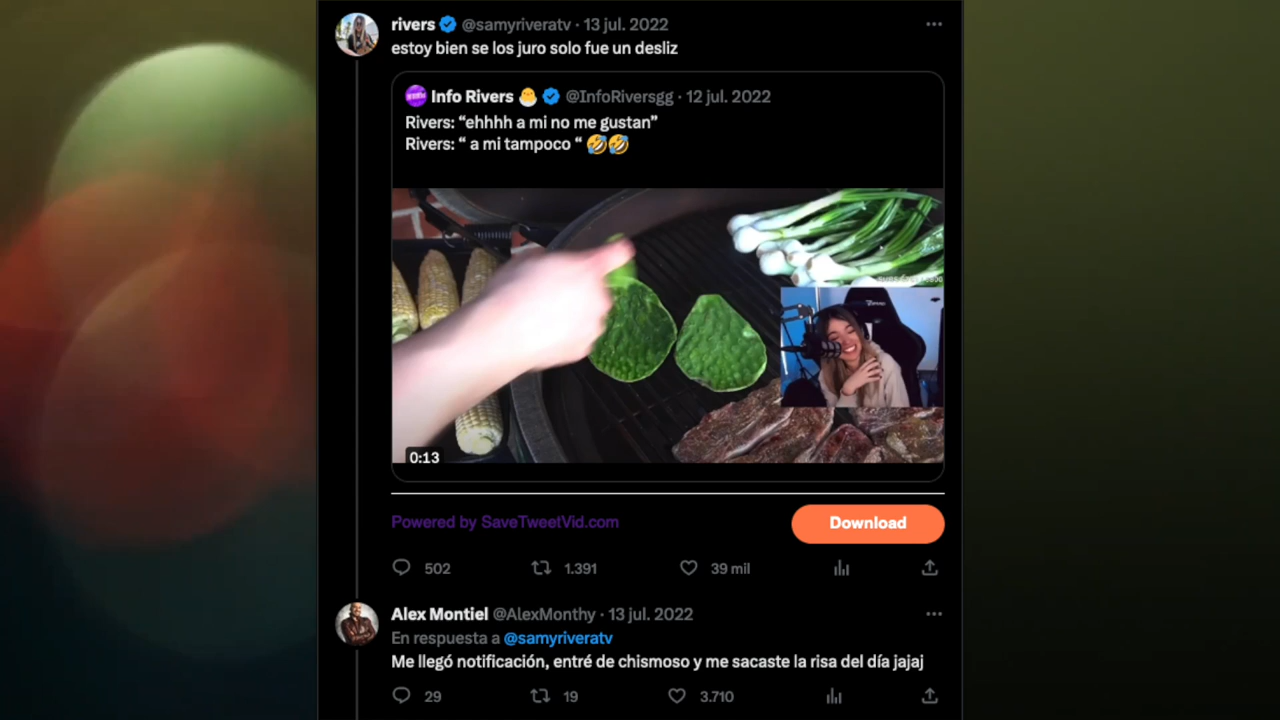 rivers @samyriveratv · 13 jul. 2022
estoy bien se los juro solo fue un desliz
Info Rivers 🐣 @InfoRiversgg · 12 jul. 2022
Rivers: “ehhhh a mi no me gustan”
Rivers: “ a mi tampoco “ 🤣🤣
0:13
Powered by SaveTweetVid.com
Download
502 1.391 39 mil
Alex Montiel @AlexMonthy · 13 jul. 2022
En respuesta a @samyriveratv
Me llegó notificación, entré de chismoso y me sacaste la risa del día jajaj
29 19 3.710